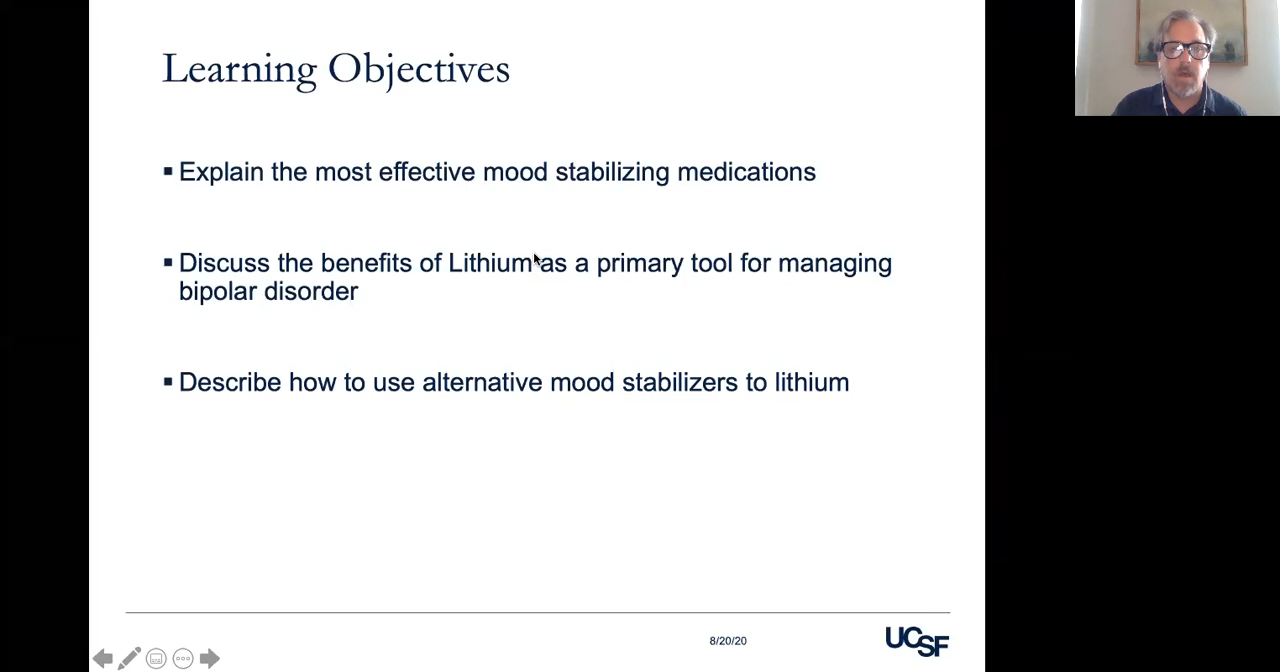 Learning Objectives
▪ Explain the most effective mood stabilizing medications
▪ Discuss the benefits of Lithium as a primary tool for managing
bipolar disorder
▪ Describe how to use alternative mood stabilizers to lithium
8/20/20
UCSF